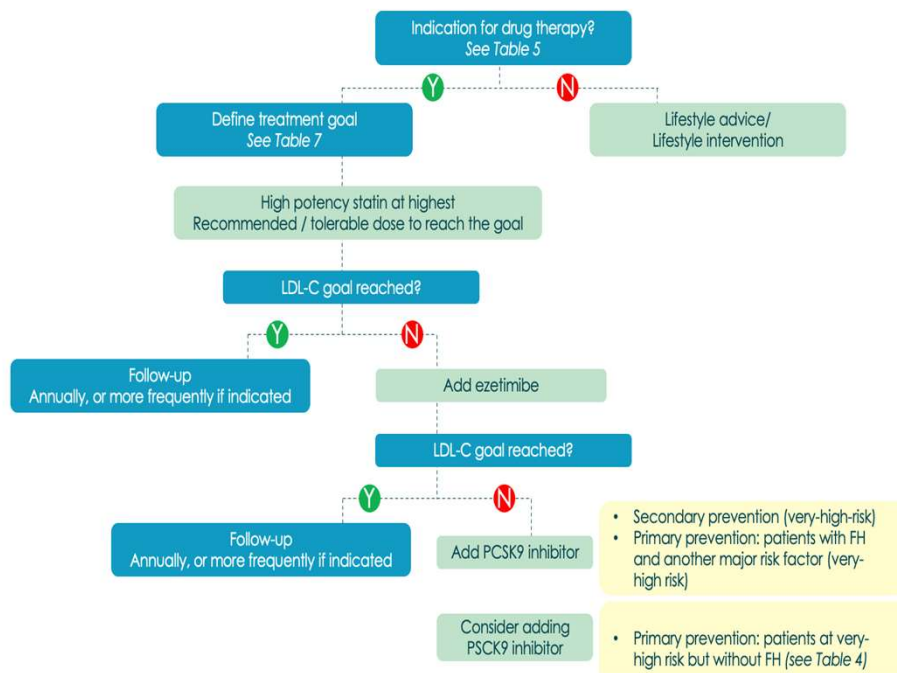 Indication for drug therapy?
See Table 5
Y
N
Define treatment goal
See Table 7
Lifestyle advice/
Lifestyle intervention
High potency statin at highest
Recommended / tolerable dose to reach the goal
LDL-C goal reached?
Y
N
Follow-up
Annually, or more frequently if indicated
Add ezetimibe
LDL-C goal reached?
Y
N
Follow-up
Annually, or more frequently if indicated
Add PCSK9 inhibitor
• Secondary prevention (very-high-risk)
• Primary prevention: patients with FH
and another major risk factor (very-
high risk)
Consider adding
PSCK9 inhibitor
• Primary prevention: patients at very-
high risk but without FH (see Table 4)